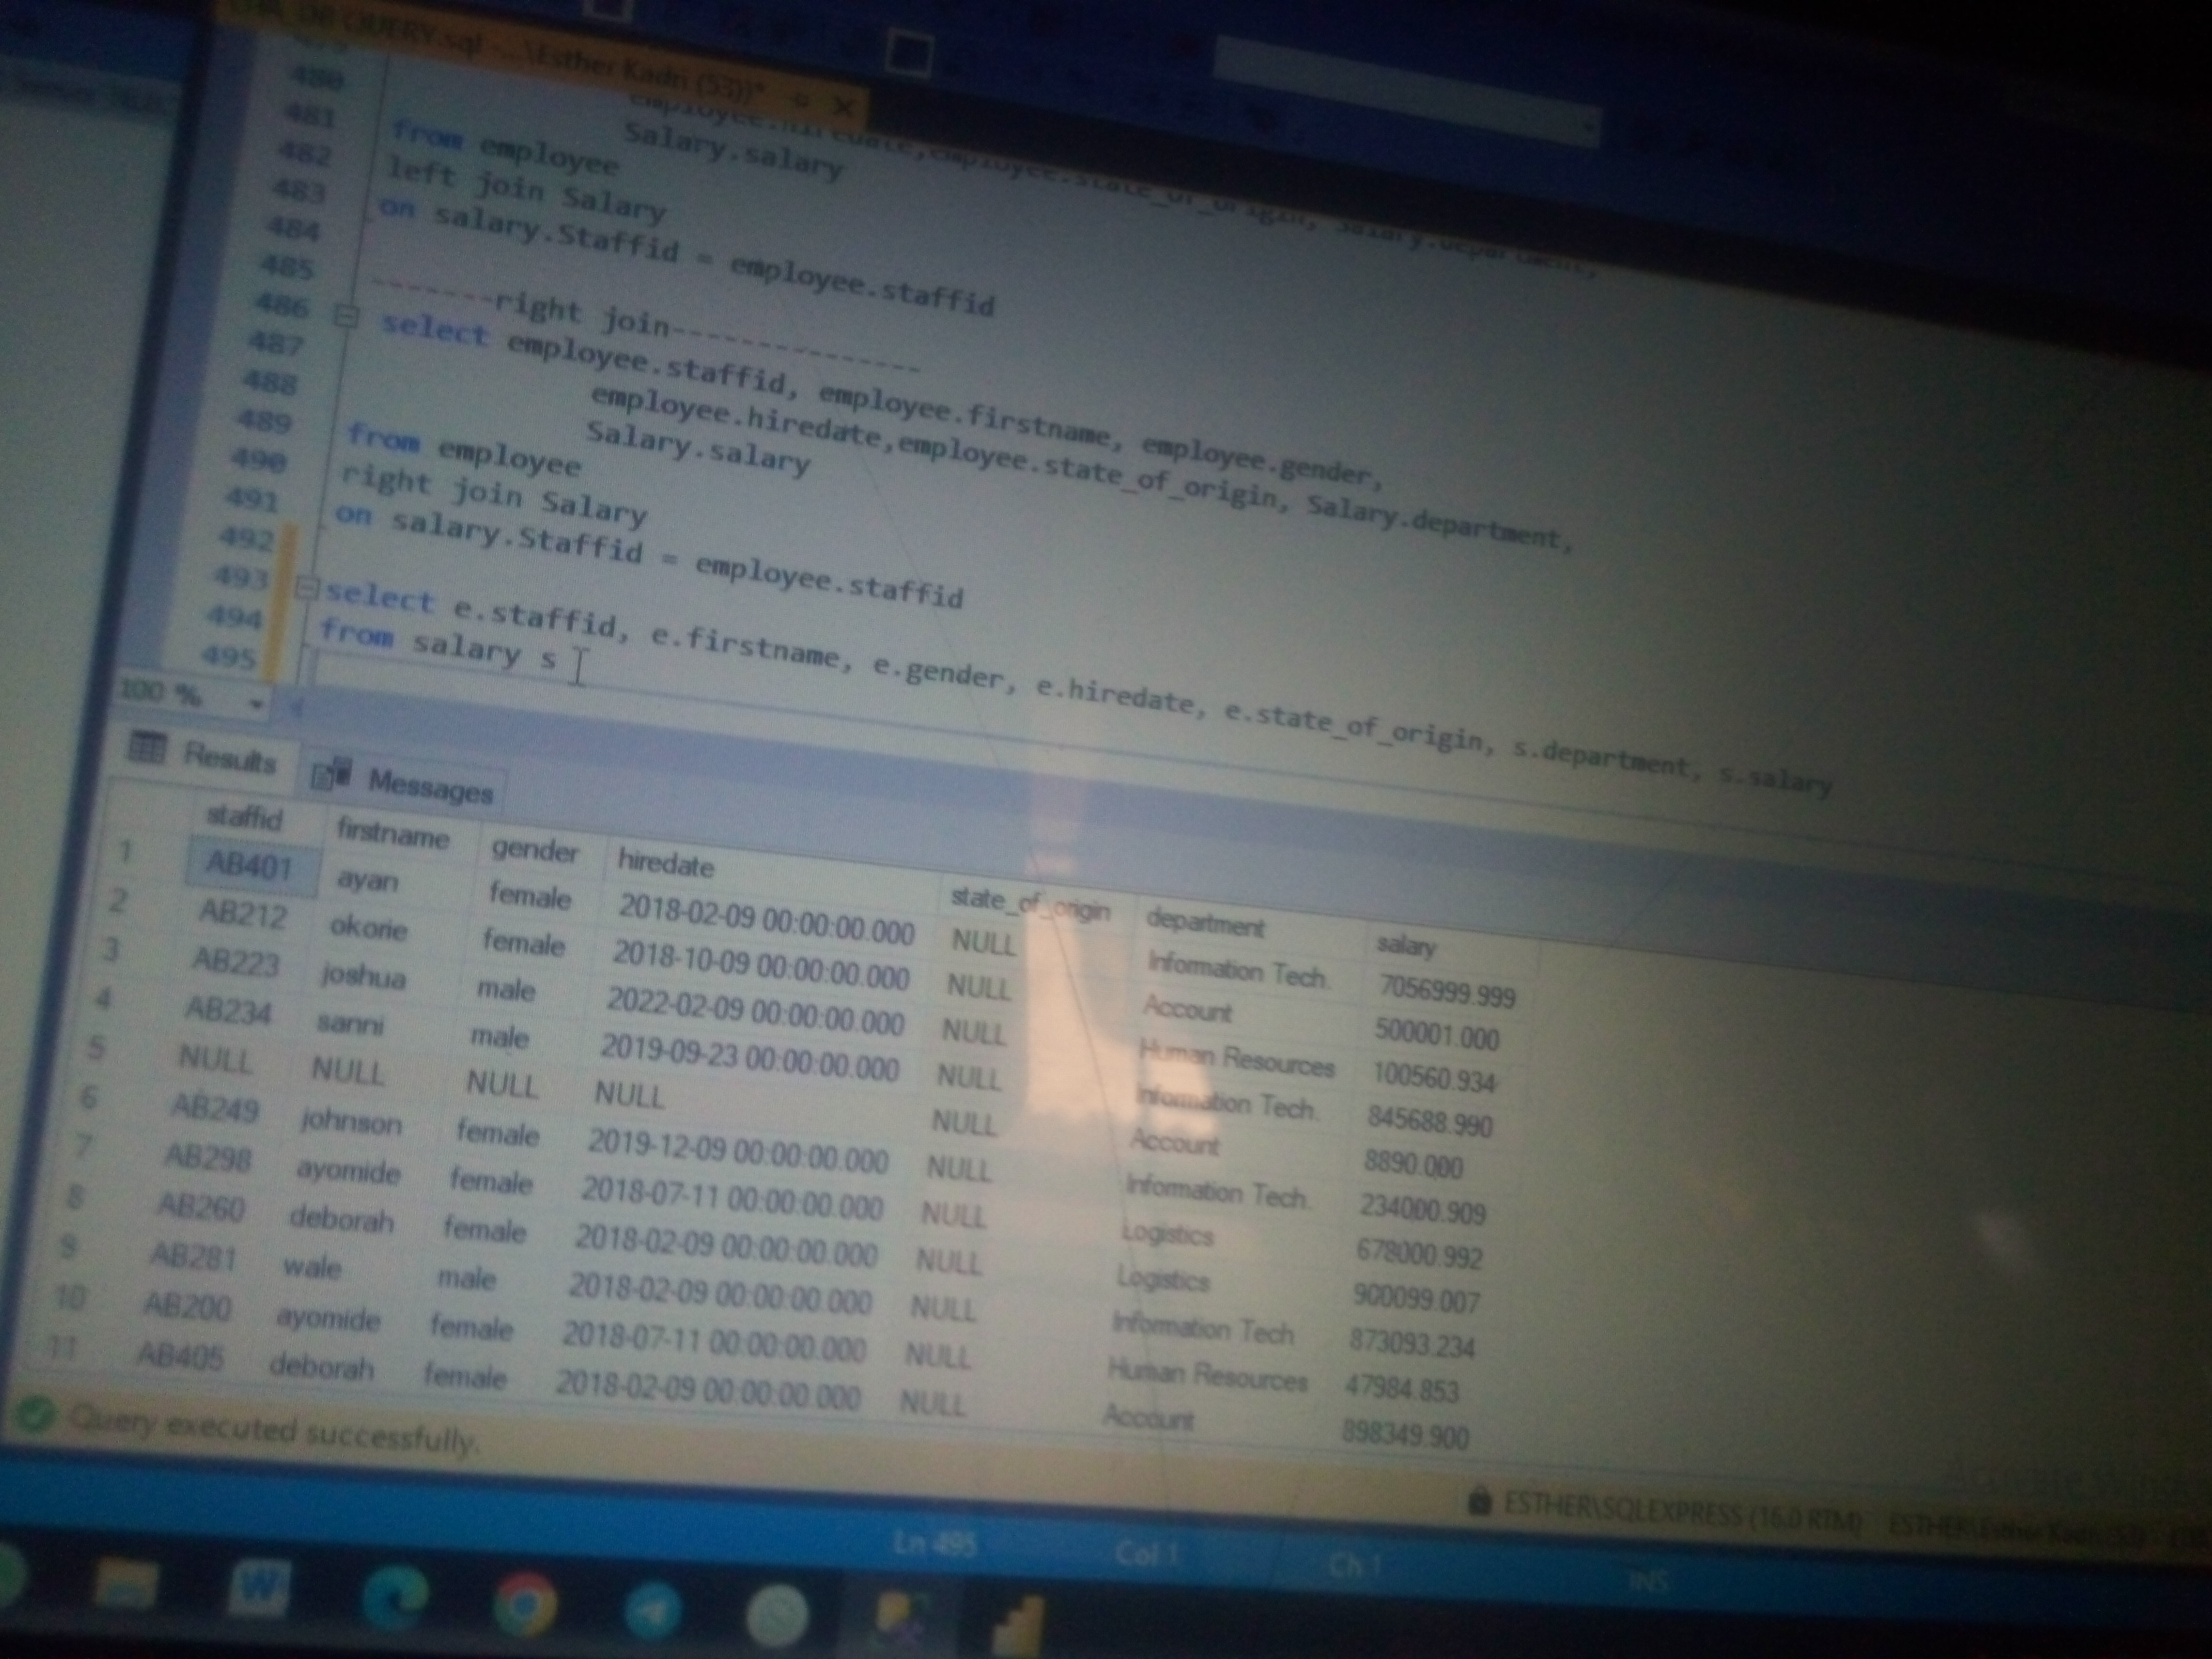 QUERY.sql -...\Esther Kadri (53))*
480
481
482
483
484
485
486
487
488
489
490
491
492
493
494
495
Salary.salary
from employee
left join Salary
on salary.Staffid = employee.staffid
-------right join--------------
select employee.staffid, employee.firstname, employee.gender,
employee.hiredate,employee.state_of_origin, Salary.department,
Salary.salary
from employee
right join Salary
on salary.Staffid = employee.staffid
select e.staffid, e.firstname, e.gender, e.hiredate, e.state_of_origin, s.department, s.salary
from salary s
100 %
Results Messages
staffid firstname gender hiredate state_of_origin department salary
1 AB401 ayan female 2018-02-09 00:00:00.000 NULL Information Tech. 7056999.999
2 AB212 okorie female 2018-10-09 00:00:00.000 NULL Account 500001.000
3 AB223 joshua male 2022-02-09 00:00:00.000 NULL Human Resources 100560.934
4 AB234 sanni male 2019-09-23 00:00:00.000 NULL Information Tech. 845688.990
5 NULL NULL NULL NULL NULL Account 8890.000
6 AB249 johnson female 2019-12-09 00:00:00.000 NULL Information Tech. 234000.909
7 AB298 ayomide female 2018-07-11 00:00:00.000 NULL Logistics 678000.992
8 AB260 deborah female 2018-02-09 00:00:00.000 NULL Logistics 900099.007
9 AB281 wale male 2018-02-09 00:00:00.000 NULL Information Tech 873093.234
10 AB200 ayomide female 2018-07-11 00:00:00.000 NULL Human Resources 47984.853
11 AB405 deborah female 2018-02-09 00:00:00.000 NULL Account 898349.900
Query executed successfully.
ESTHER\SQLEXPRESS (16.0 RTM)
Ln 495 Col 1 Ch 1 INS